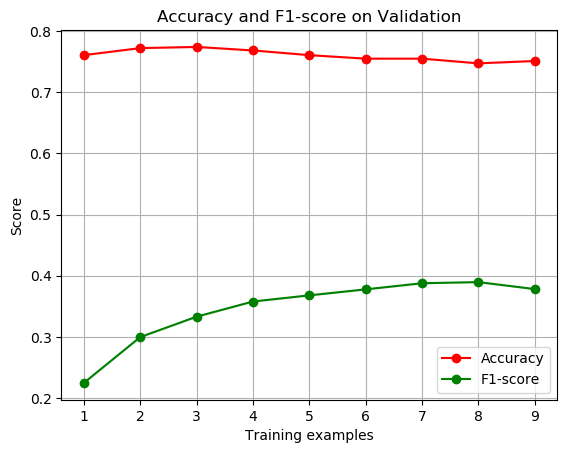 Accuracy and F1-score on Validation
0.8
0.7
0.6
0.5
0.4
0.3
0.2
Score
1 2 3 4 5 6 7 8 9
Training examples
Accuracy
F1-score